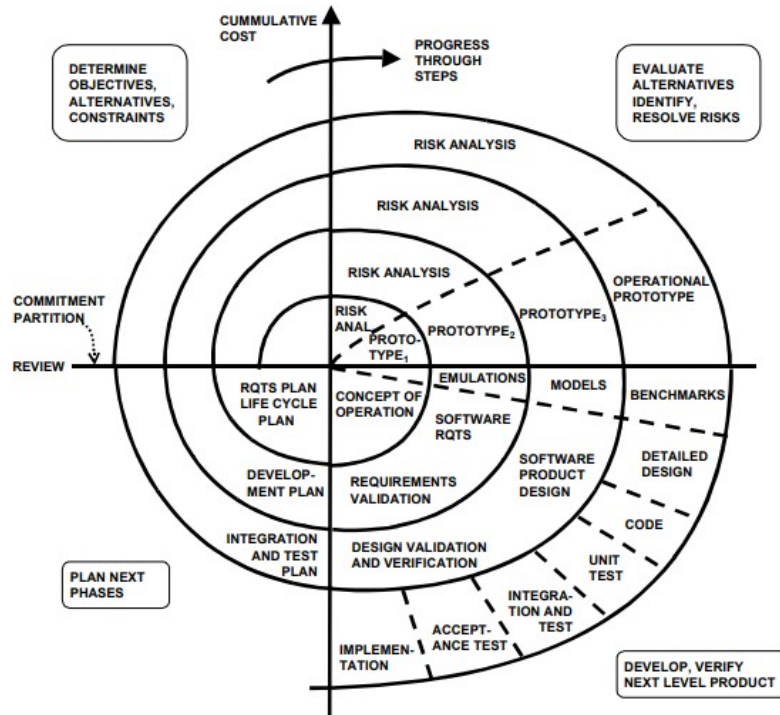 CUMMULATIVE
COST
PROGRESS
THROUGH
STEPS
DETERMINE
OBJECTIVES,
ALTERNATIVES,
CONSTRAINTS
EVALUATE
ALTERNATIVES
IDENTIFY,
RESOLVE RISKS
RISK ANALYSIS
RISK ANALYSIS
RISK ANALYSIS
RISK
ANAL.
PROTO-
TYPE1
PROTOTYPE2
PROTOTYPE3
OPERATIONAL
PROTOTYPE
COMMITMENT
PARTITION
REVIEW
RQTS PLAN
LIFE CYCLE
PLAN
CONCEPT OF
OPERATION
EMULATIONS
MODELS
BENCHMARKS
SOFTWARE
RQTS
SOFTWARE
PRODUCT
DESIGN
DETAILED
DESIGN
DEVELOP-
MENT PLAN
REQUIREMENTS
VALIDATION
CODE
INTEGRATION
AND TEST
PLAN
DESIGN VALIDATION
AND VERIFICATION
UNIT
TEST
PLAN NEXT
PHASES
INTEGRA-
TION AND
TEST
ACCEPT-
ANCE TEST
IMPLEMEN-
TATION
DEVELOP, VERIFY
NEXT LEVEL PRODUCT